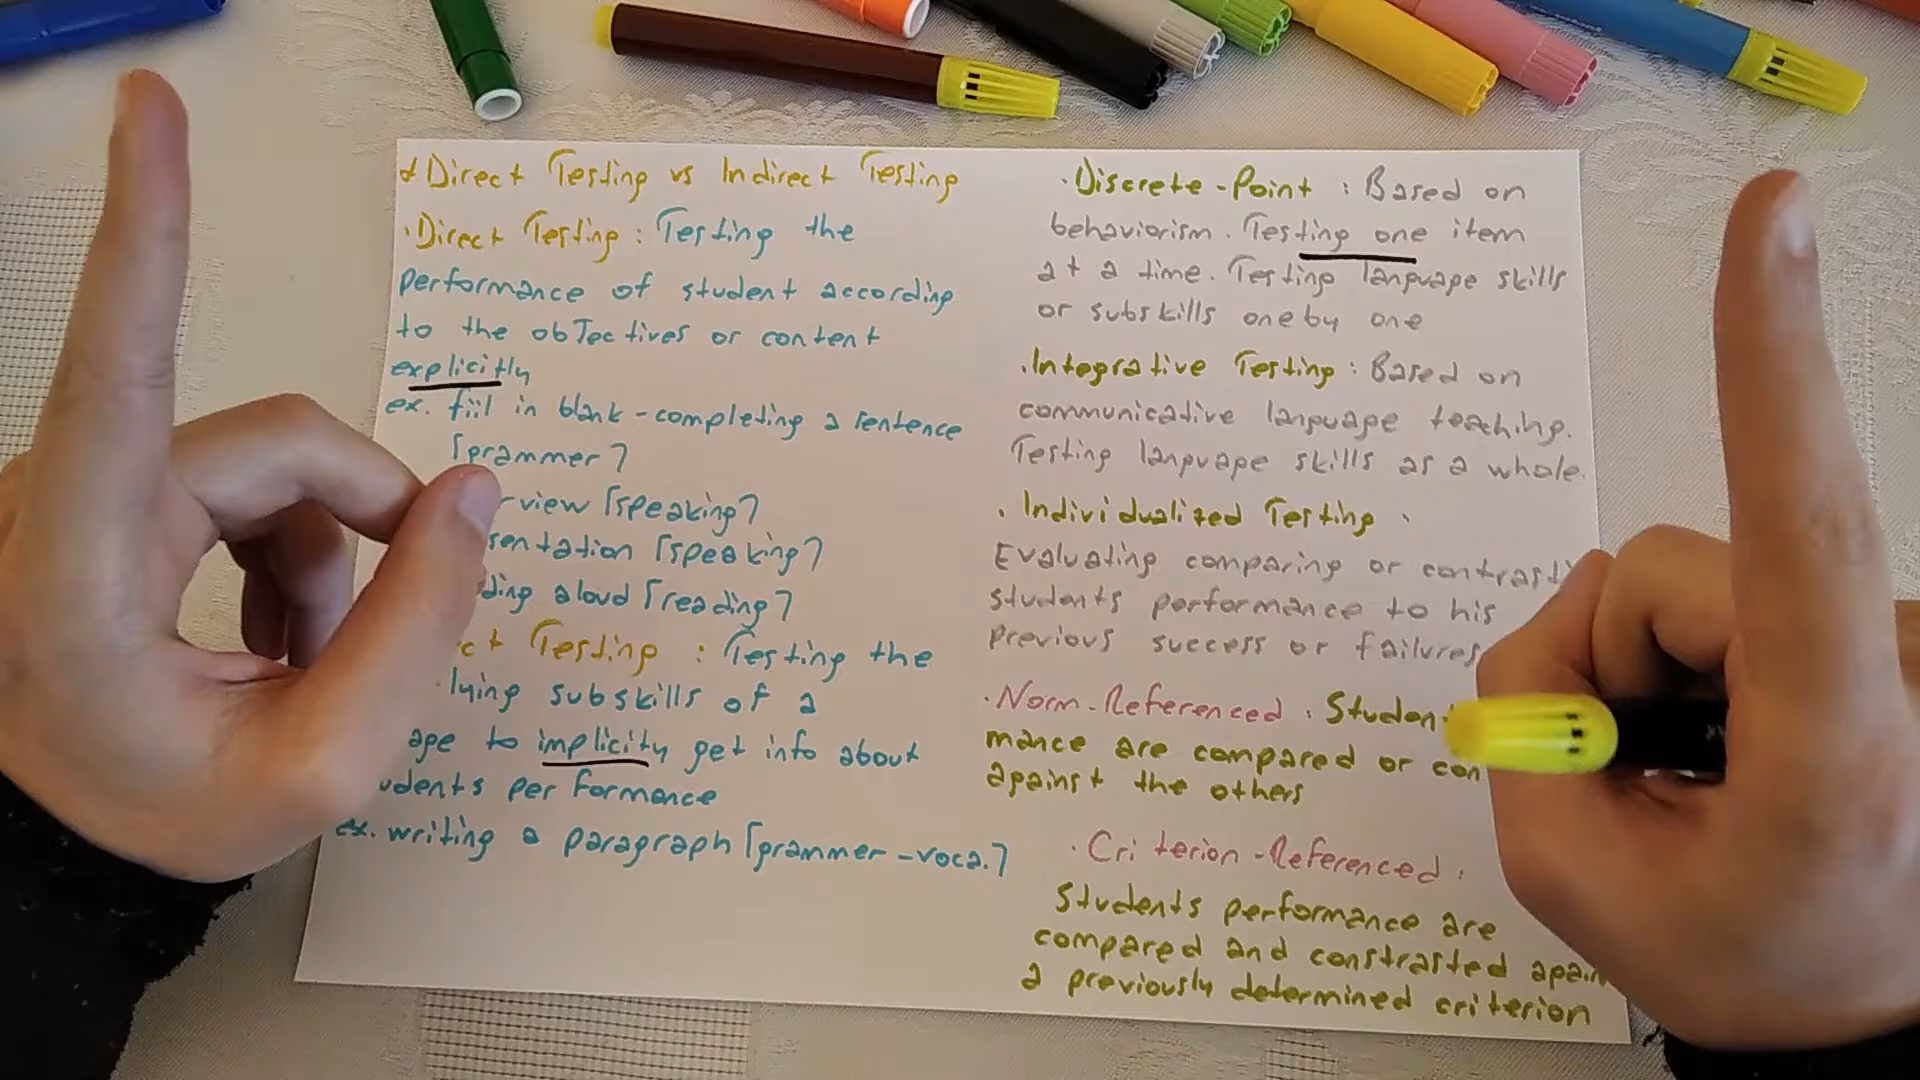 Direct Testing vs Indirect Testing
· Direct Testing : Testing the
performance of student according
to the obJectives or content
explicitly
ex. fiil in blank - completing a sentence
[grammer]
view [speaking]
sentation [speaking]
ding aloud [reading]
ct Testing : Testing the
lying subskills of a
age to implicity get info about
udents performance
ex. writing a paragraph [grammer - voca.]
· Discrete - Point : Based on
behaviorism. Testing one item
at a time. Testing language skills
or subskills one by one
· Integrative Testing : Based on
communicative language teaching.
Testing language skills as a whole.
· Individualized Testing :
Evaluating comparing or contrasti
students performance to his
previous success or failures
· Norm - Referenced : Studen
mance are compared or con
against the others
· Criterion - Referenced :
Students performance are
compared and constrasted again
a previously determined criterion